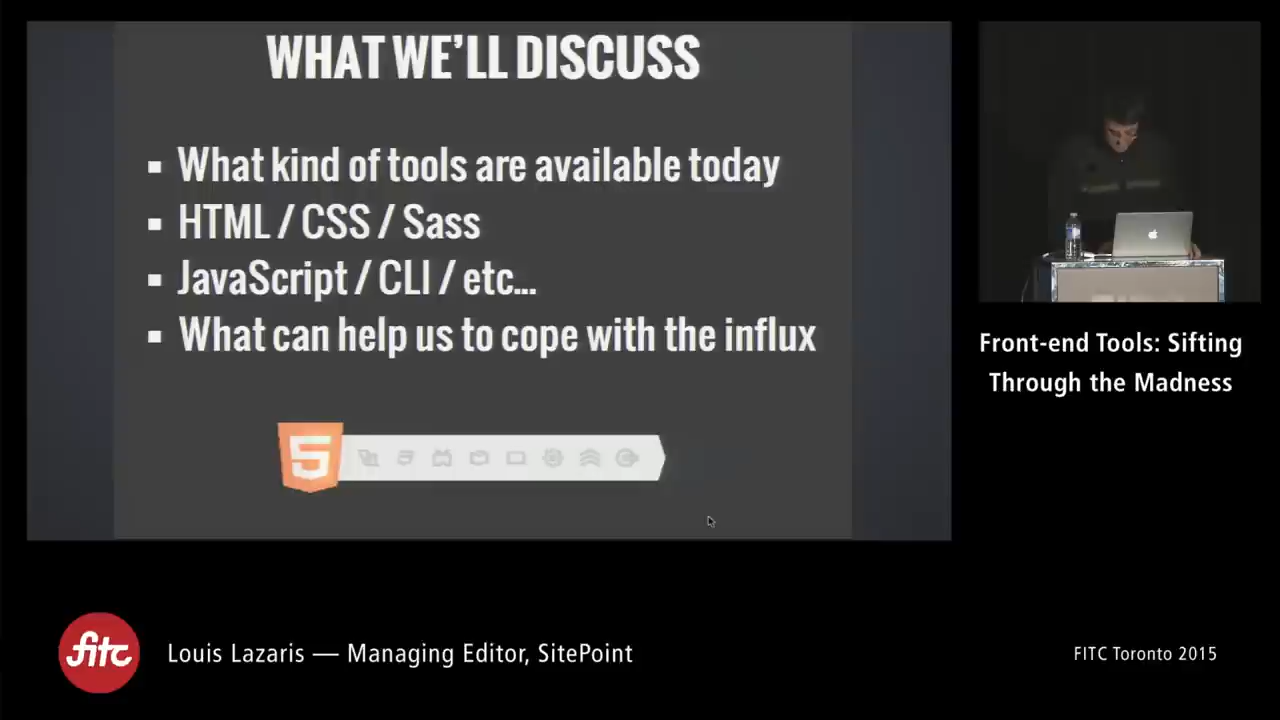 WHAT WE'LL DISCUSS
▪ What kind of tools are available today
▪ HTML / CSS / Sass
▪ JavaScript / CLI / etc...
▪ What can help us to cope with the influx
5
Front-end Tools: Sifting
Through the Madness
fitc
Louis Lazaris — Managing Editor, SitePoint
FITC Toronto 2015